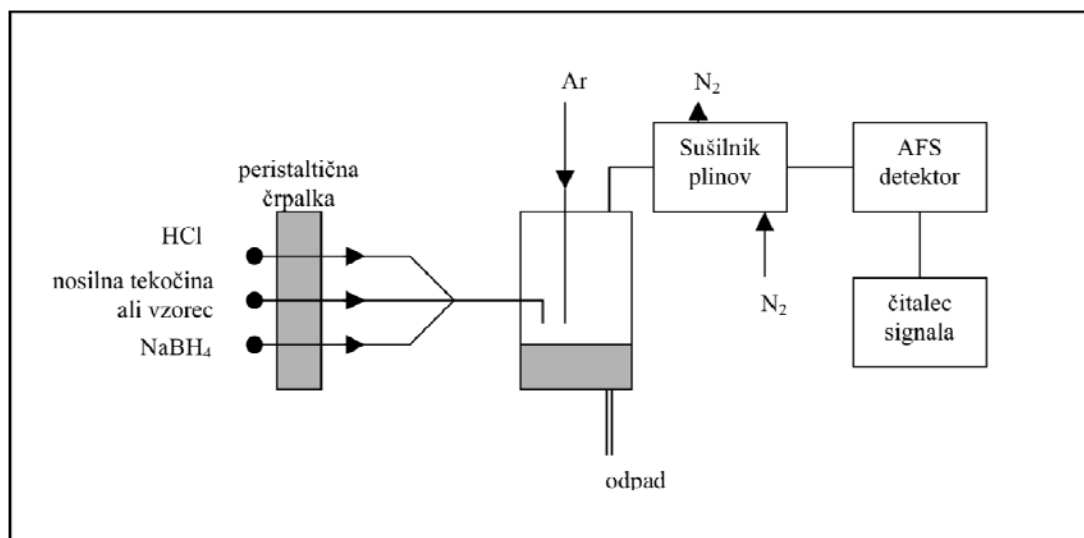 peristaltična
črpalka
HCl
nosilna tekočina
ali vzorec
NaBH₄
Ar
N₂
Sušilnik
plinov
N₂
AFS
detektor
čitalec
signala
odpad